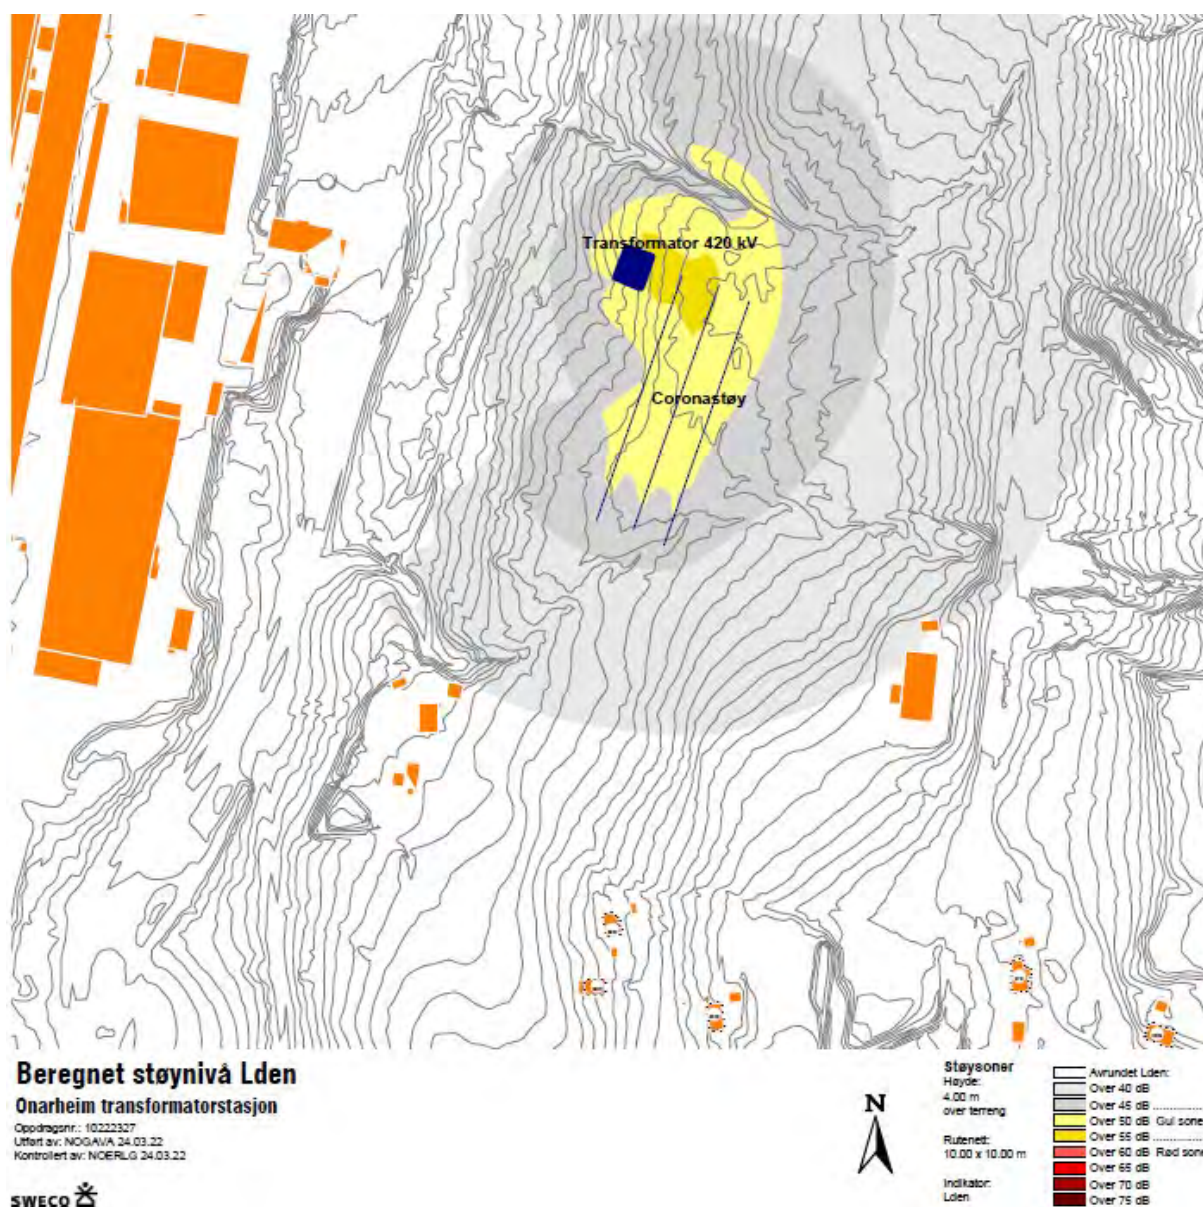 Transformator 420 kV
Coronastøy
Beregnet støynivå Lden
Onarheim transformatorstasjon
Oppdragsnr.: 10222327
Utført av: NOGAVA 24.03.22
Kontrollert av: NOERLG 24.03.22
SWECO
N
Støysoner
Høyde:
4.00 m
over terreng
Rutenett:
10.00 x 10.00 m
Indikator:
Lden
Avrundet Lden:
Over 40 dB
Over 45 dB ..........
Over 50 dB Gul sone
Over 55 dB ..........
Over 60 dB Rød sone
Over 65 dB
Over 70 dB
Over 75 dB